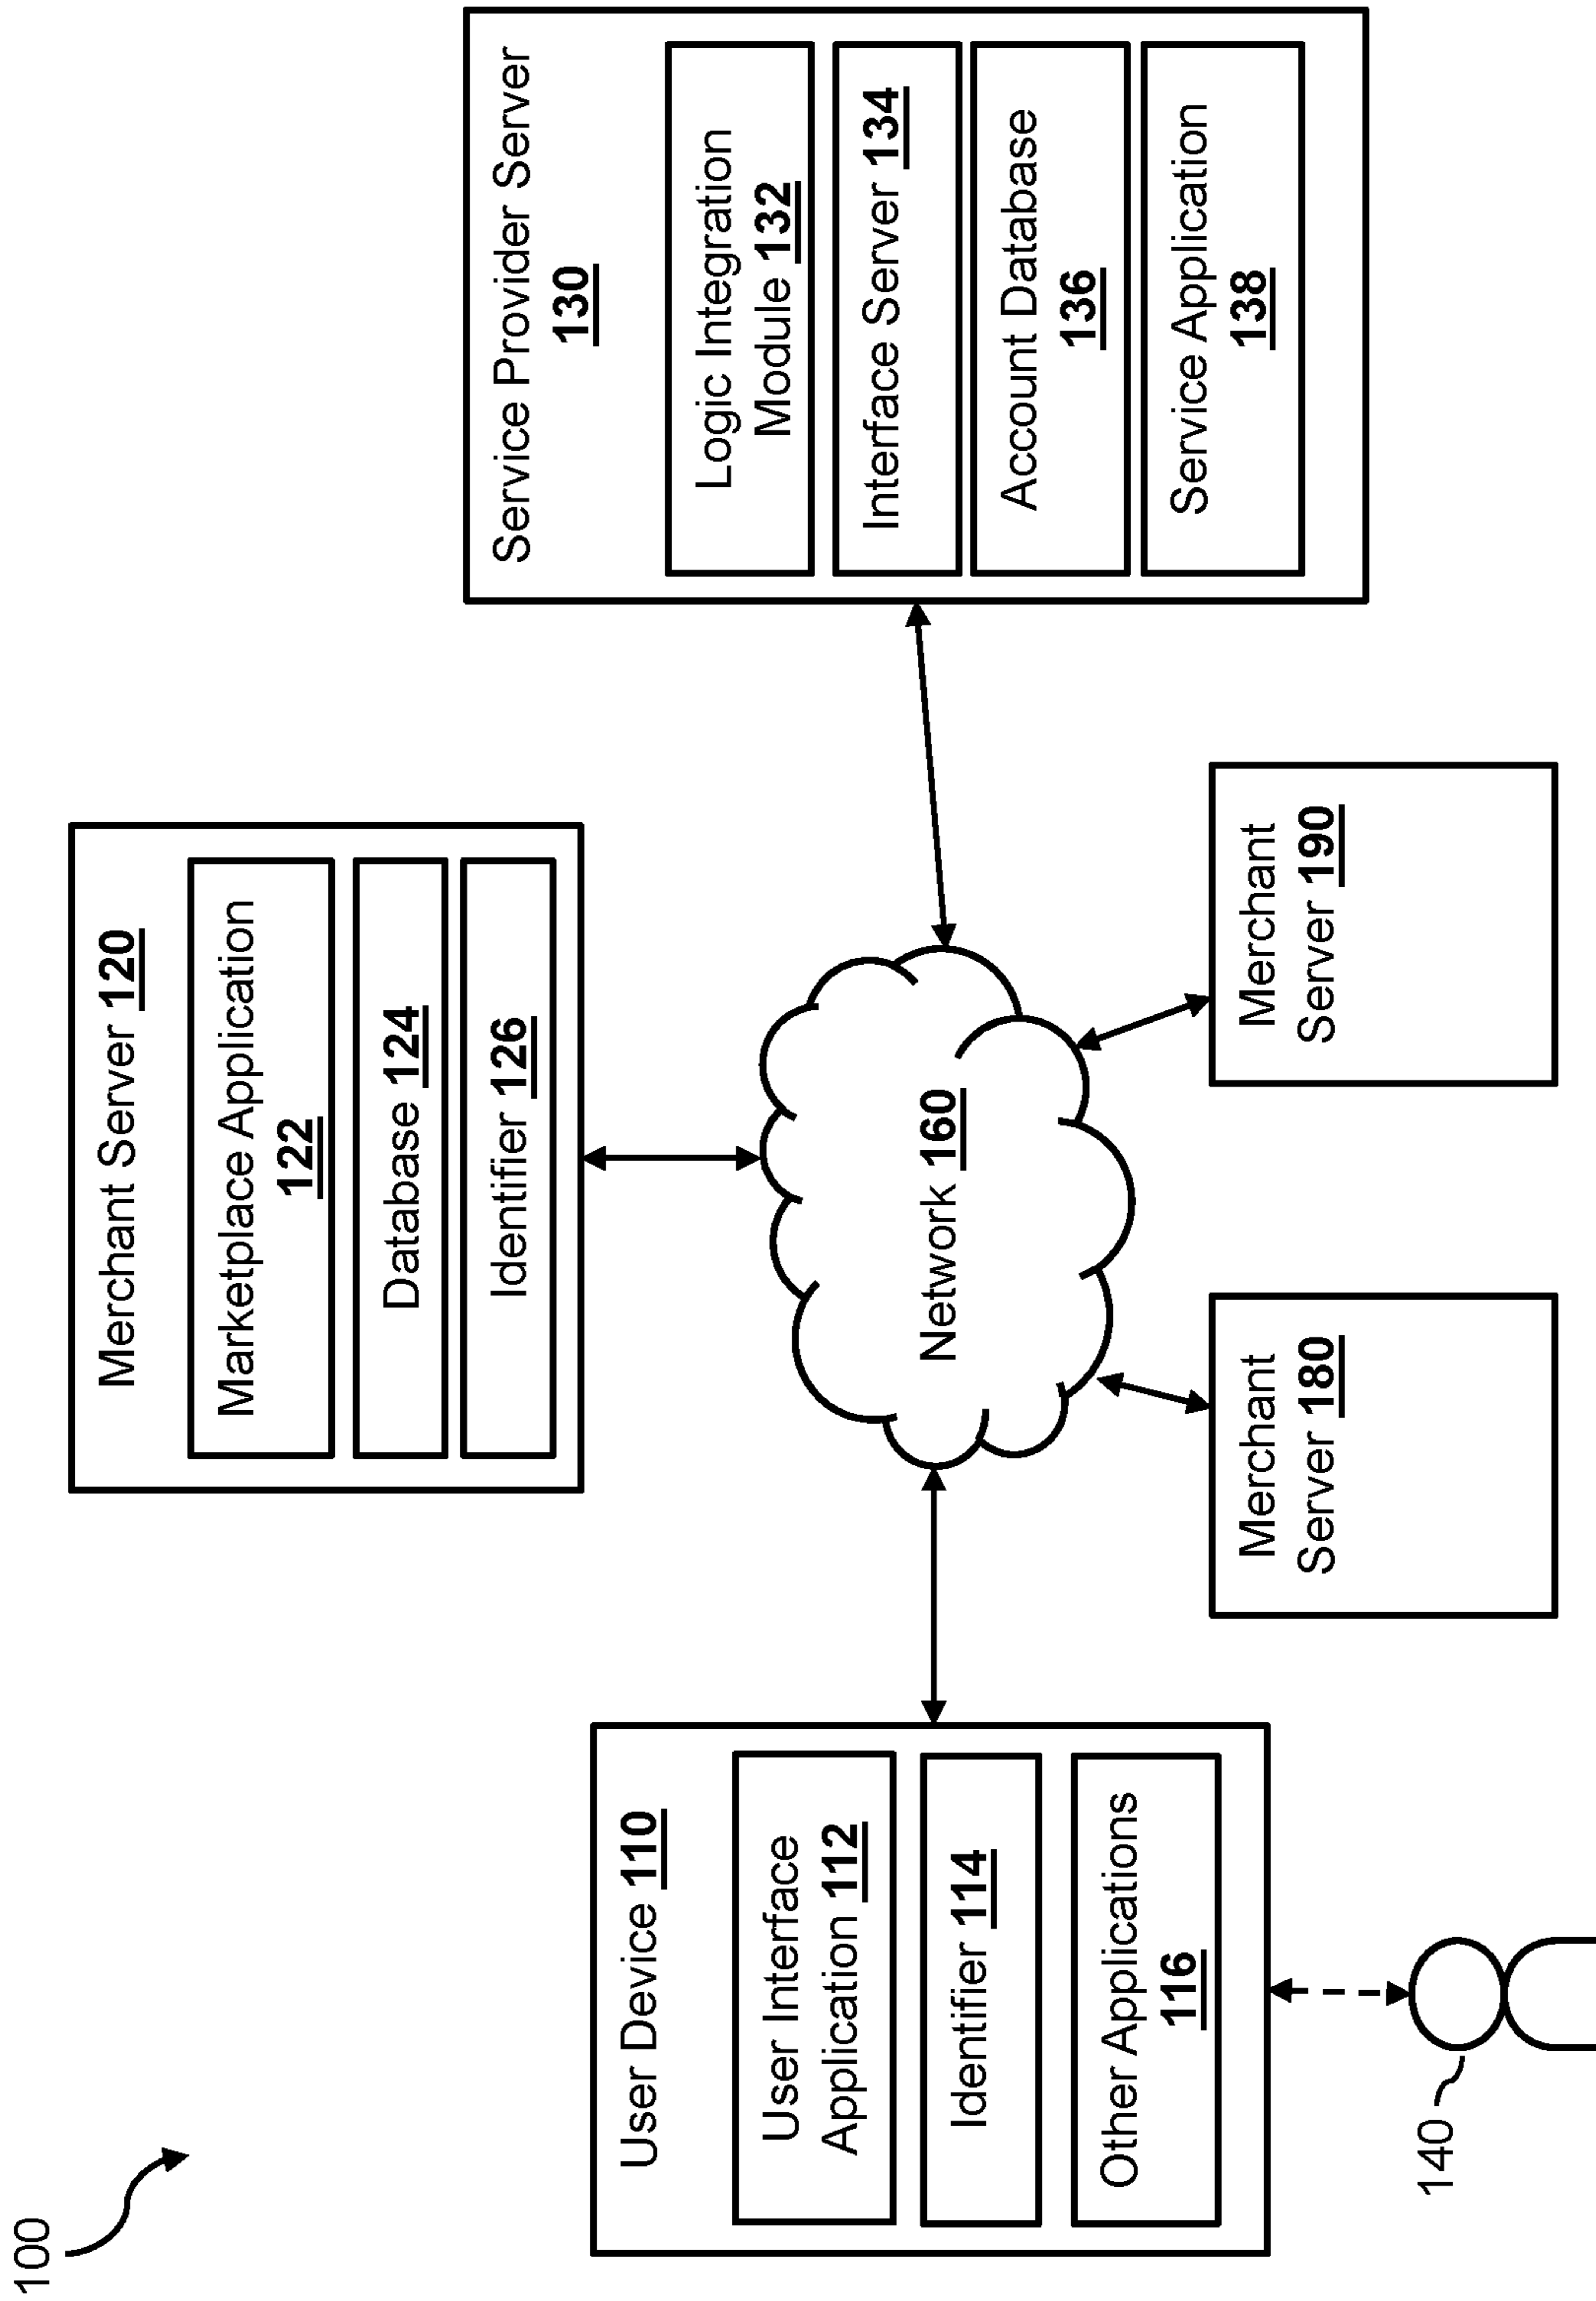 100
Merchant Server 120
Marketplace Application
122
Database 124
Identifier 126
User Device 110
User Interface
Application 112
Identifier 114
Other Applications
116
140
Network 160
Service Provider Server
130
Logic Integration
Module 132
Interface Server 134
Account Database
136
Service Application
138
Merchant
Server 180
Merchant
Server 190